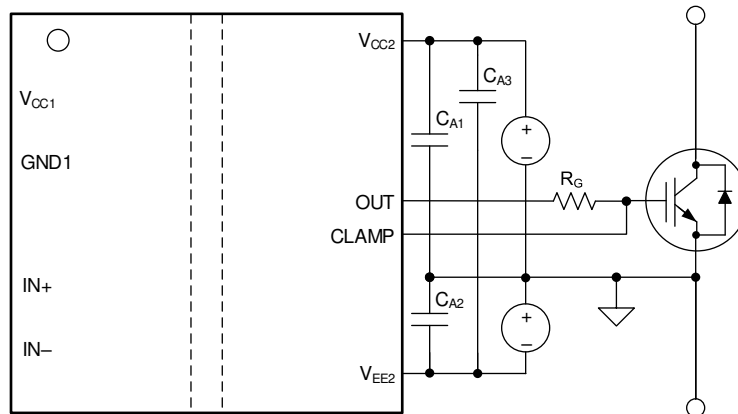 VCC2
CA3
VCC1
CA1
+
−
GND1
RG
OUT
CLAMP
IN+
CA2
+
−
IN−
VEE2